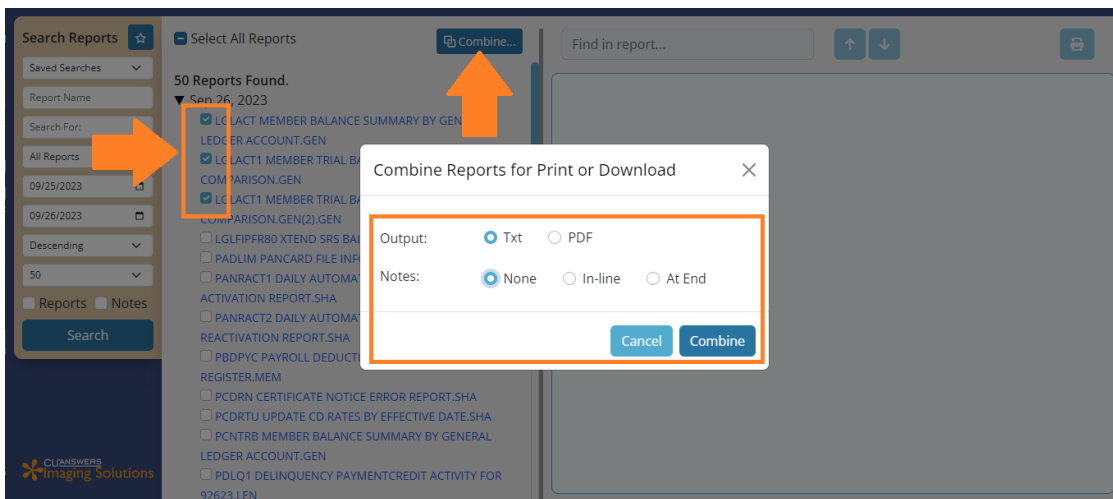 Search Reports
Saved Searches
Report Name
Search For:
All Reports
09/25/2023
09/26/2023
Descending
50
Reports Notes
Search
CU*ANSWERS
Imaging Solutions
Select All Reports
Combine...
50 Reports Found.
Sep 26, 2023
LGLACT MEMBER BALANCE SUMMARY BY GEN
LEDGER ACCOUNT.GEN
LGLACT1 MEMBER TRIAL BA
COMPARISON.GEN
LGLACT1 MEMBER TRIAL BA
COMPARISON.GEN(2).GEN
LGLFIPFR80 XTEND SRS BAL
PADLIM PANCARD FILE INF
PANRACT1 DAILY AUTOMA
ACTIVATION REPORT.SHA
PANRACT2 DAILY AUTOMA
REACTIVATION REPORT.SHA
PBDPYC PAYROLL DEDUCTI
REGISTER.MEM
PCDRN CERTIFICATE NOTICE ERROR REPORT.SHA
PCDRTU UPDATE CD RATES BY EFFECTIVE DATE.SHA
PCNTRB MEMBER BALANCE SUMMARY BY GENERAL
LEDGER ACCOUNT.GEN
PDLQ1 DELINQUENCY PAYMENTCREDIT ACTIVITY FOR
92623.LEN
Find in report...
Combine Reports for Print or Download
Output: Txt PDF
Notes: None In-line At End
Cancel Combine